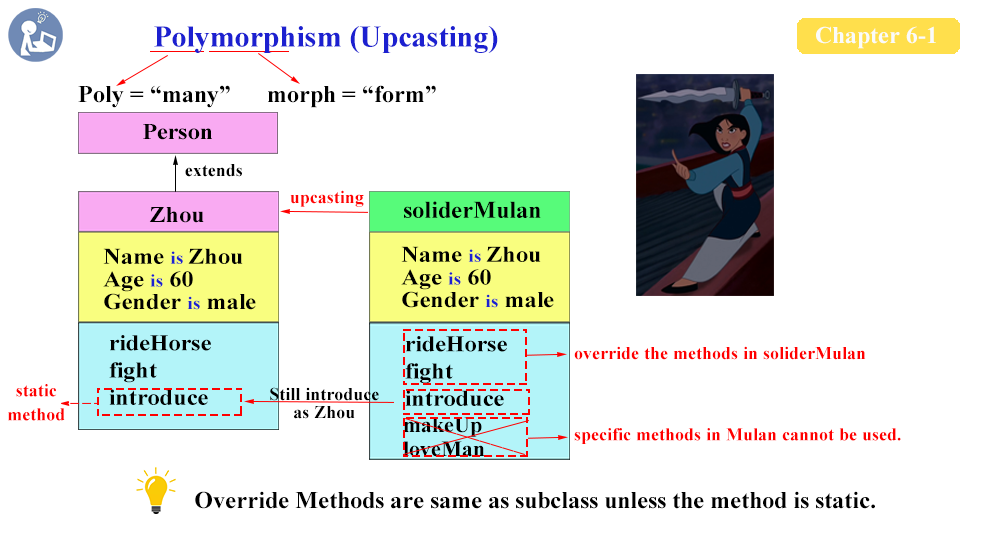 Polymorphism (Upcasting)
Chapter 6-1
Poly = “many”
morph = “form”
Person
extends
Zhou
upcasting
soliderMulan
Name is Zhou
Age is 60
Gender is male
Name is Zhou
Age is 60
Gender is male
rideHorse
fight
introduce
static
method
Still introduce
as Zhou
rideHorse
fight
introduce
makeUp
loveMan
override the methods in soliderMulan
specific methods in Mulan cannot be used.
Override Methods are same as subclass unless the method is static.